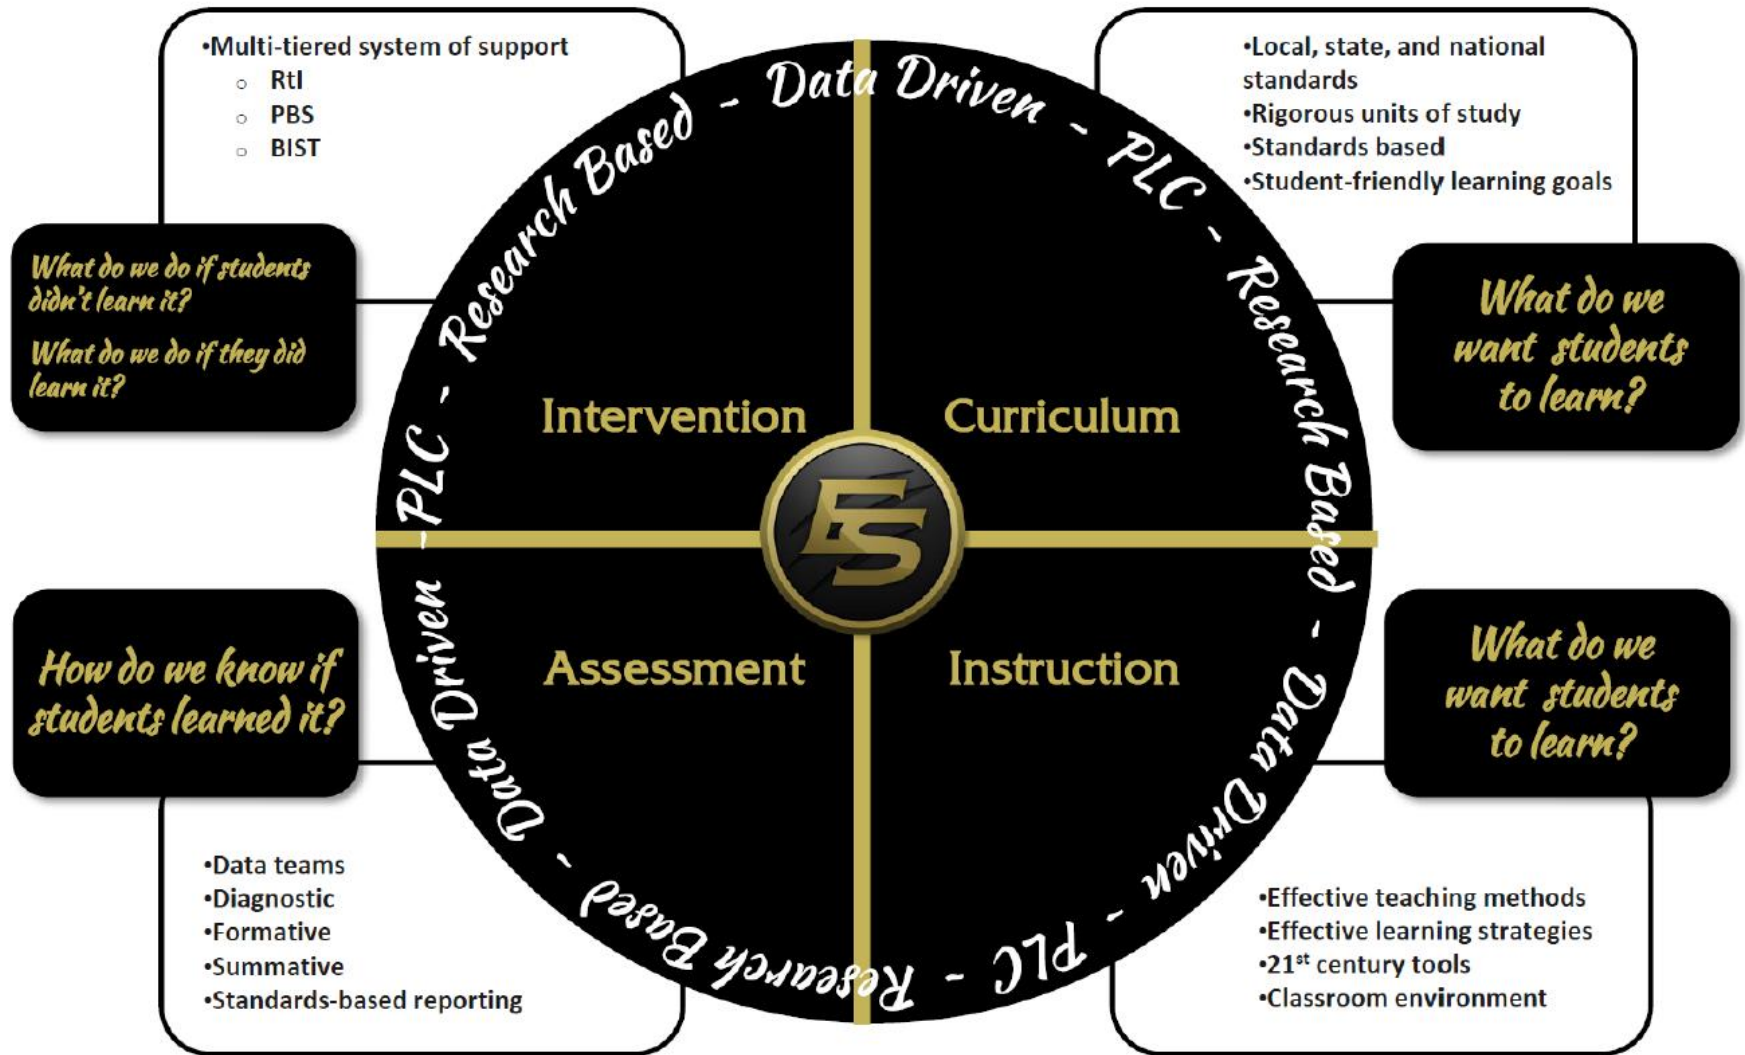 •Multi-tiered system of support
o RtI
o PBS
o BIST
What do we do if students
didn't learn it?
What do we do if they did
learn it?
•Local, state, and national
standards
•Rigorous units of study
•Standards based
•Student-friendly learning goals
What do we
want students
to learn?
Data Driven - PLC - Research Based - Data Driven - PLC - Research Based - Data Driven -PLC - Research Based -
Intervention
Curriculum
ES
Assessment
Instruction
How do we know if
students learned it?
•Data teams
•Diagnostic
•Formative
•Summative
•Standards-based reporting
What do we
want students
to learn?
•Effective teaching methods
•Effective learning strategies
•21st century tools
•Classroom environment